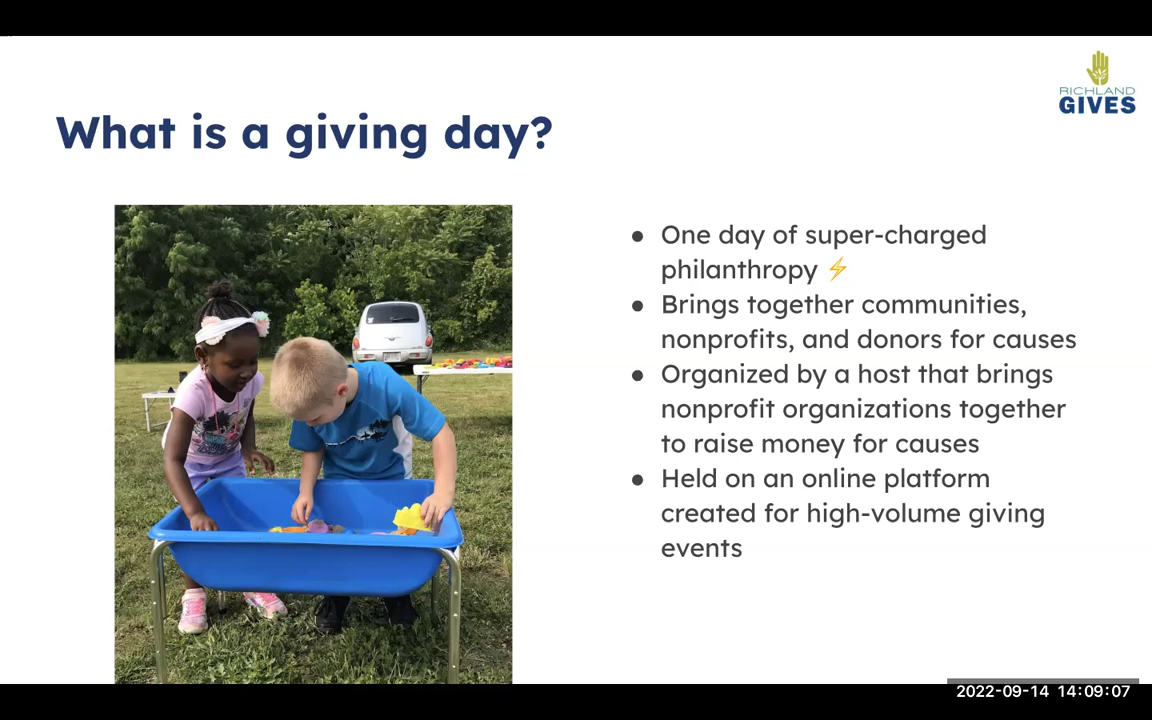 RICHLAND
GIVES
What is a giving day?
● One day of super-charged
philanthropy ⚡
● Brings together communities,
nonprofits, and donors for causes
● Organized by a host that brings
nonprofit organizations together
to raise money for causes
● Held on an online platform
created for high-volume giving
events
2022-09-14 14:09:07